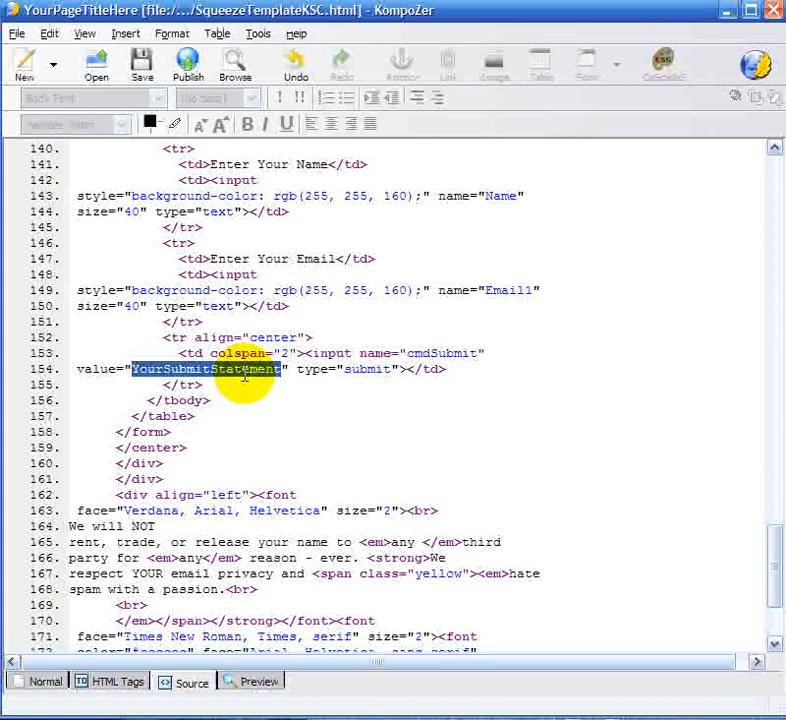 YourPageTitleHere [file:/.../SqueezeTemplateKSC.html] - KompoZer
File Edit View Insert Format Table Tools Help
New Open Save Publish Browse Undo Redo Anchor Link Image Table Form CaScadeS
Body Text (no class) ! !!
Variable Width B I U
140. <tr>
141. <td>Enter Your Name</td>
142. <td><input
143. style="background-color: rgb(255, 255, 160);" name="Name"
144. size="40" type="text"></td>
145. </tr>
146. <tr>
147. <td>Enter Your Email</td>
148. <td><input
149. style="background-color: rgb(255, 255, 160);" name="Email1"
150. size="40" type="text"></td>
151. </tr>
152. <tr align="center">
153. <td colspan="2"><input name="cmdSubmit"
154. value="YourSubmitStatement" type="submit"></td>
155. </tr>
156. </tbody>
157. </table>
158. </form>
159. </center>
160. </div>
161. </div>
162. <div align="left"><font
163. face="Verdana, Arial, Helvetica" size="2"><br>
164. We will NOT
165. rent, trade, or release your name to <em>any </em>third
166. party for <em>any</em> reason - ever. <strong>We
167. respect YOUR email privacy and <span class="yellow"><em>hate
168. spam with a passion.<br>
169. <br>
170. </em></span></strong></font><font
171. face="Times New Roman, Times, serif" size="2"><font
Normal HTML Tags Source Preview